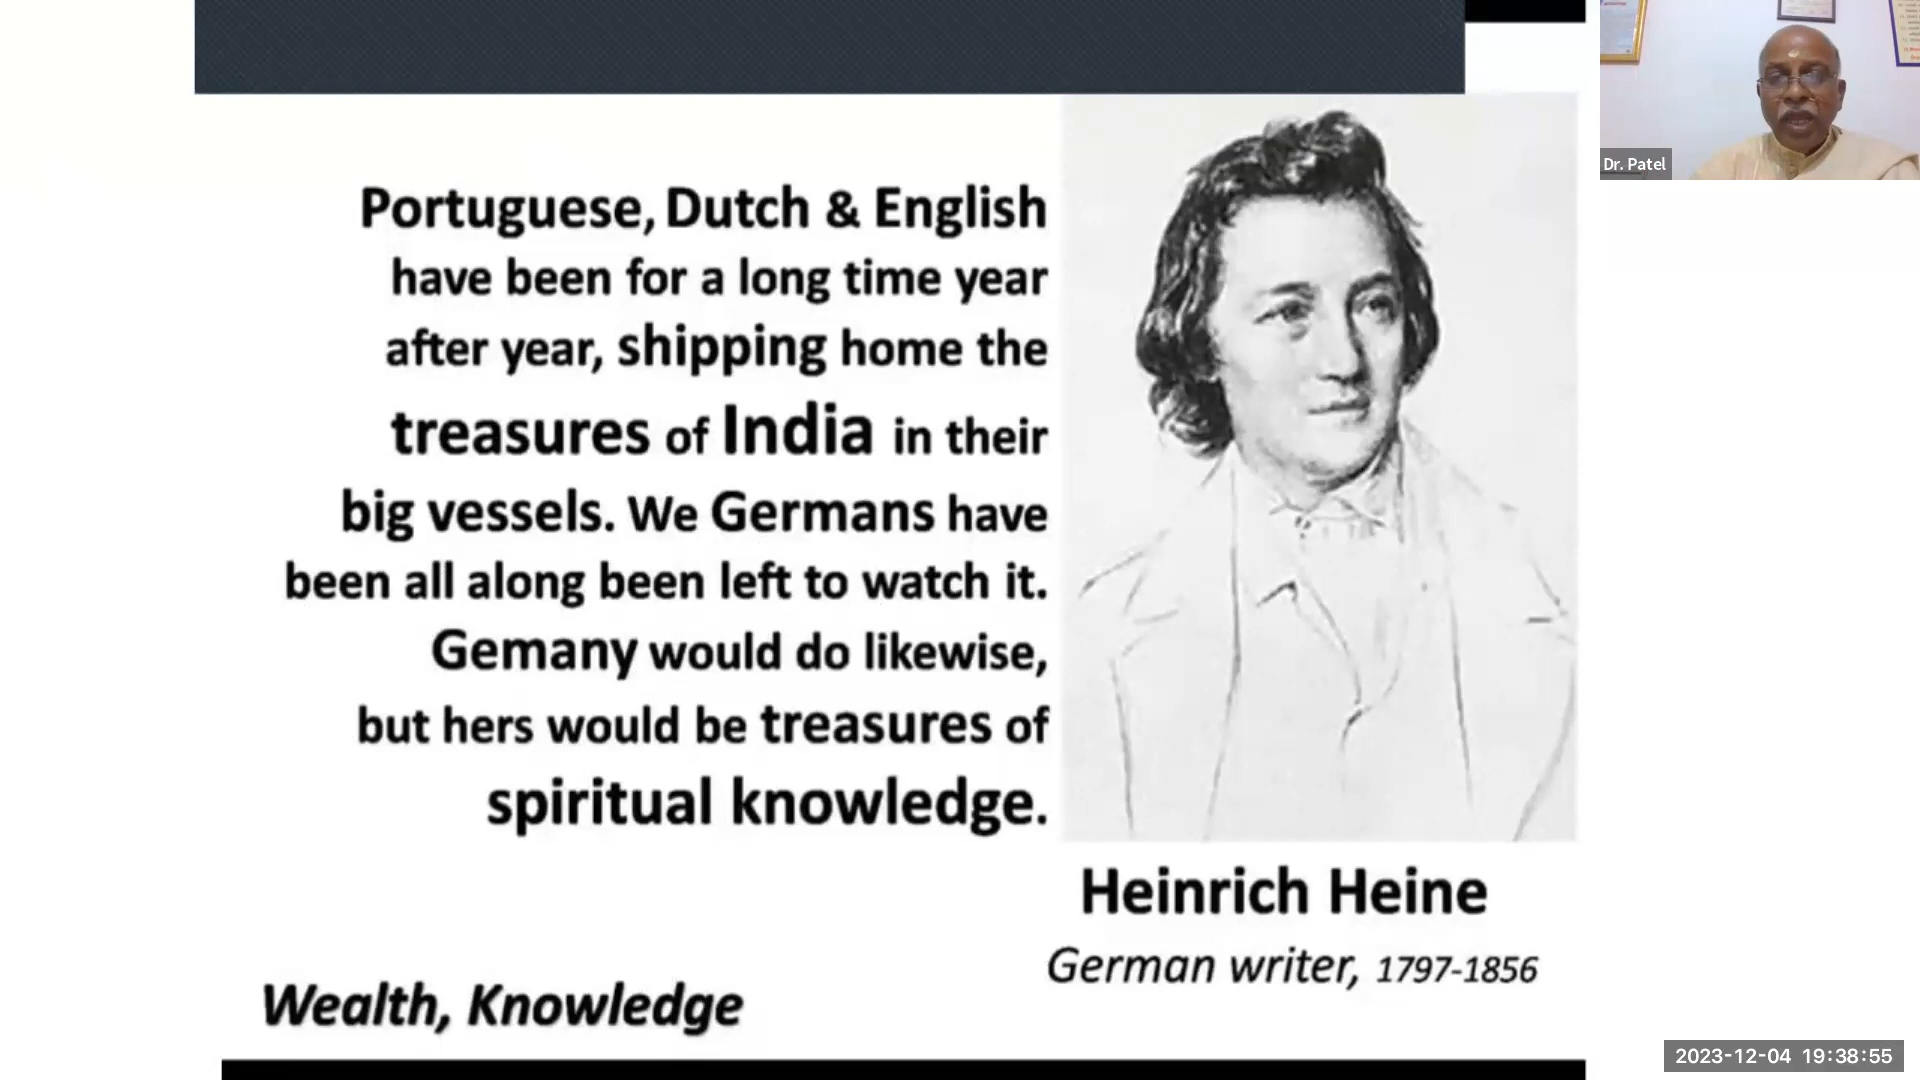 Portuguese, Dutch & English
have been for a long time year
after year, shipping home the
treasures of India in their
big vessels. We Germans have
been all along been left to watch it.
Gemany would do likewise,
but hers would be treasures of
spiritual knowledge.
Heinrich Heine
German writer, 1797-1856
Wealth, Knowledge
Dr. Patel
2023-12-04 19:38:55